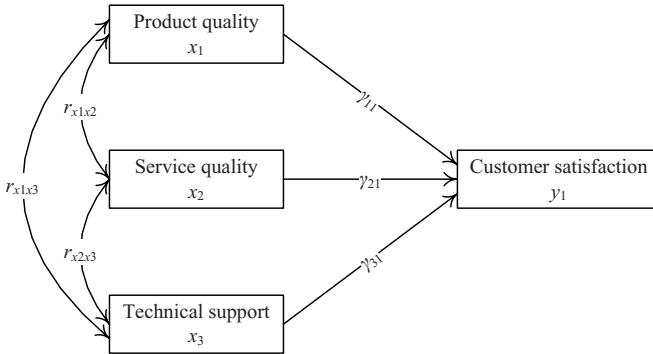 Product quality
x₁
rₓ₁ₓ₂
γ₁₁
Service quality
x₂
Customer satisfaction
y₁
rₓ₁ₓ₃
γ₂₁
rₓ₂ₓ₃
γ₃₁
Technical support
x₃